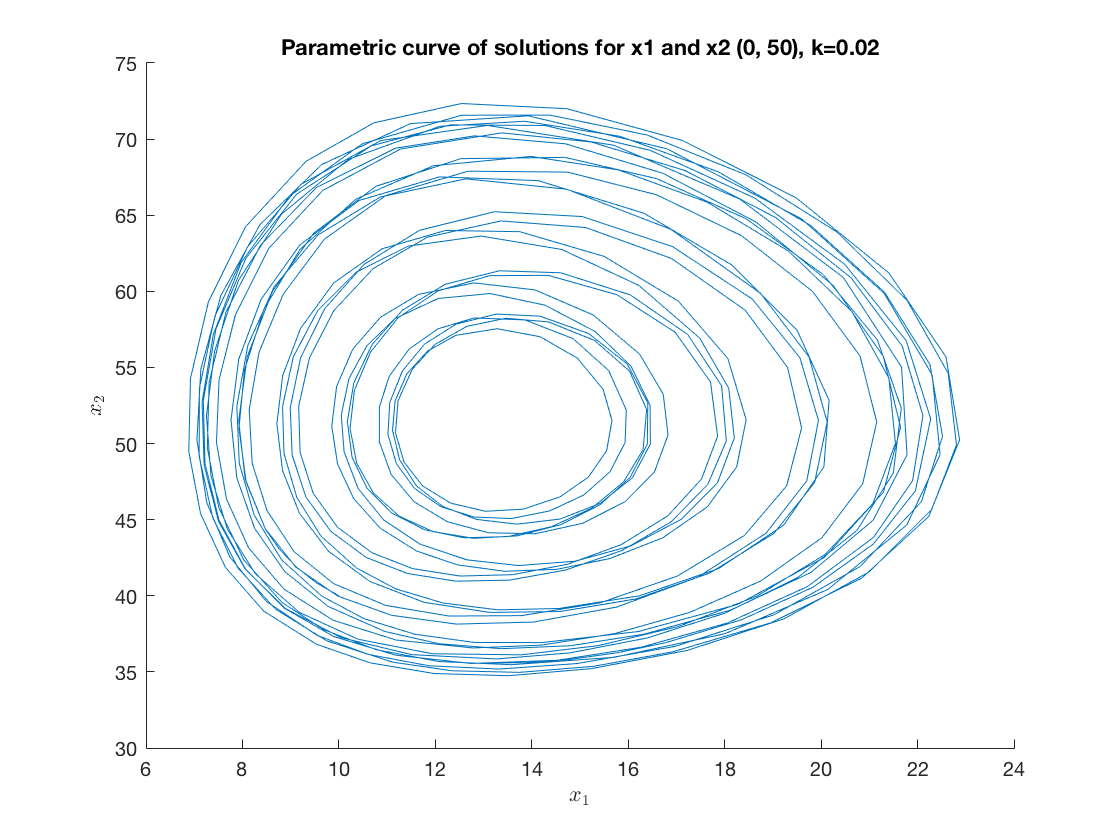 Parametric curve of solutions for x1 and x2 (0, 50), k=0.02
75
70
65
60
55
50
45
40
35
30
x₂
6 8 10 12 14 16 18 20 22 24
x₁